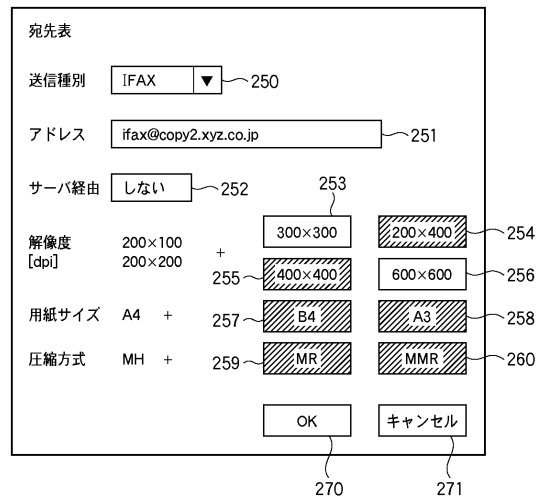 宛先表
送信種別 IFAX ▼ 250
アドレス ifax@copy2.xyz.co.jp 251
サーバ経由 しない 252
253
解像度 200×100 + 300×300 200×400 254
[dpi] 200×200 255 400×400 600×600 256
用紙サイズ A4 + 257 B4 A3 258
圧縮方式 MH + 259 MR MMR 260
OK キャンセル
270 271